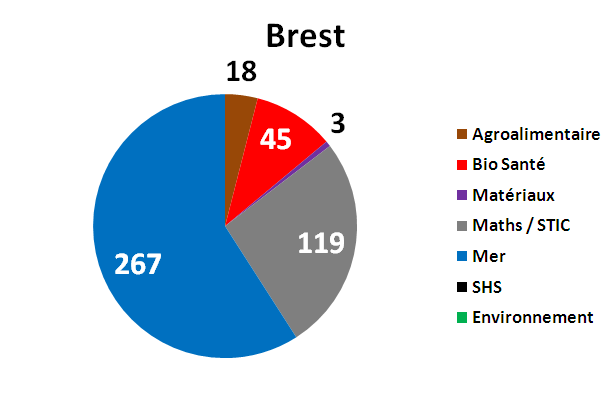 Brest
18
45
3
119
267
Agroalimentaire
Bio Santé
Matériaux
Maths / STIC
Mer
SHS
Environnement